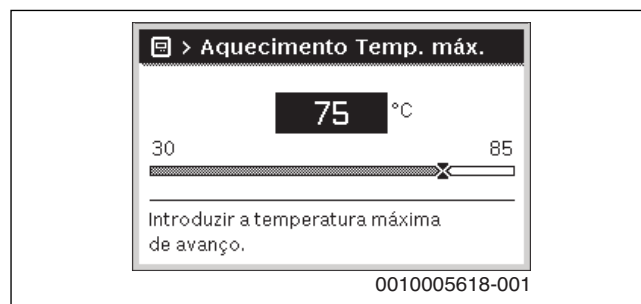 > Aquecimento Temp. máx.
75 °C
30 85
Introduzir a temperatura máxima
de avanço.
0010005618-001